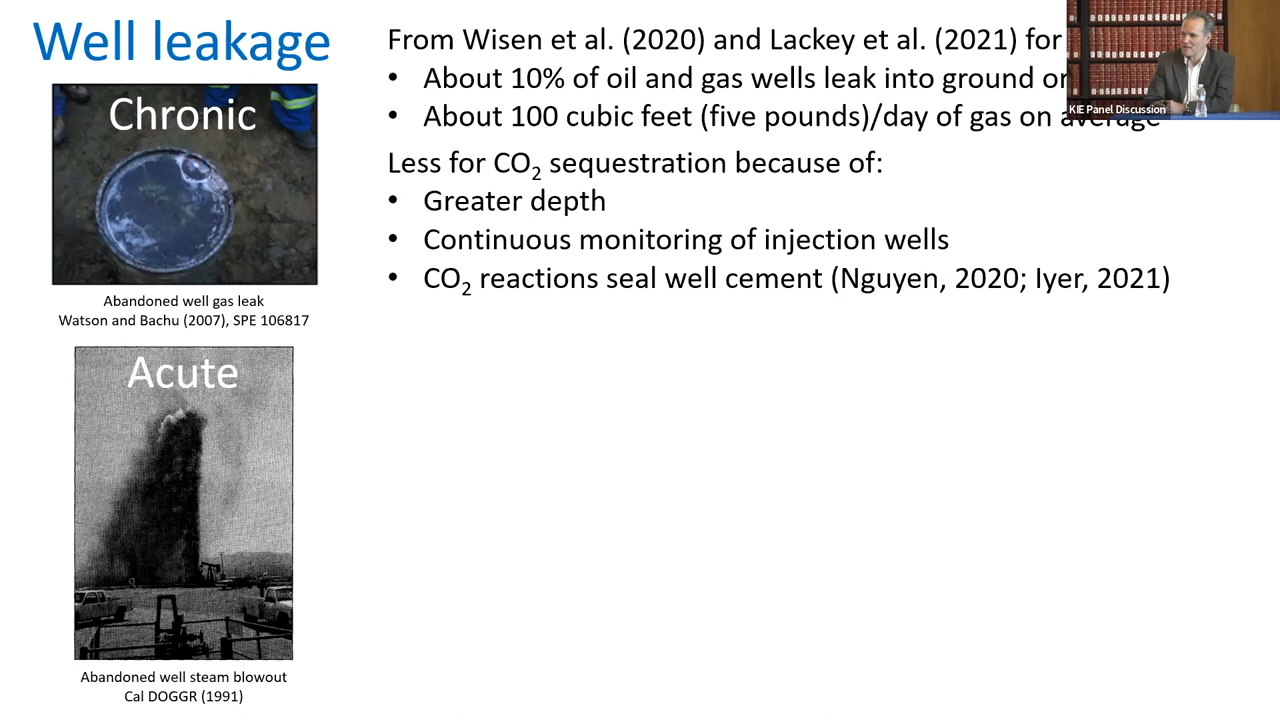 Well leakage
Chronic
Abandoned well gas leak
Watson and Bachu (2007), SPE 106817
Acute
Abandoned well steam blowout
Cal DOGGR (1991)
From Wisen et al. (2020) and Lackey et al. (2021) for
• About 10% of oil and gas wells leak into ground or
• About 100 cubic feet (five pounds)/day of gas on average
Less for CO₂ sequestration because of:
• Greater depth
• Continuous monitoring of injection wells
• CO₂ reactions seal well cement (Nguyen, 2020; Iyer, 2021)
KIE Panel Discussion